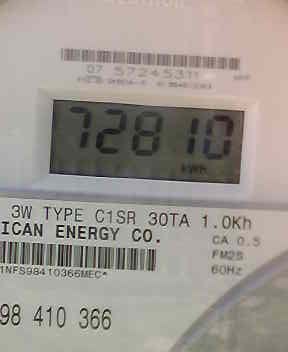 07 57245311
72810
kWh
3W TYPE C1SR 30TA 1.0Kh
ICAN ENERGY CO.
CA 0.5
FM2S
60Hz
1NFS98410366MEC*
98 410 366